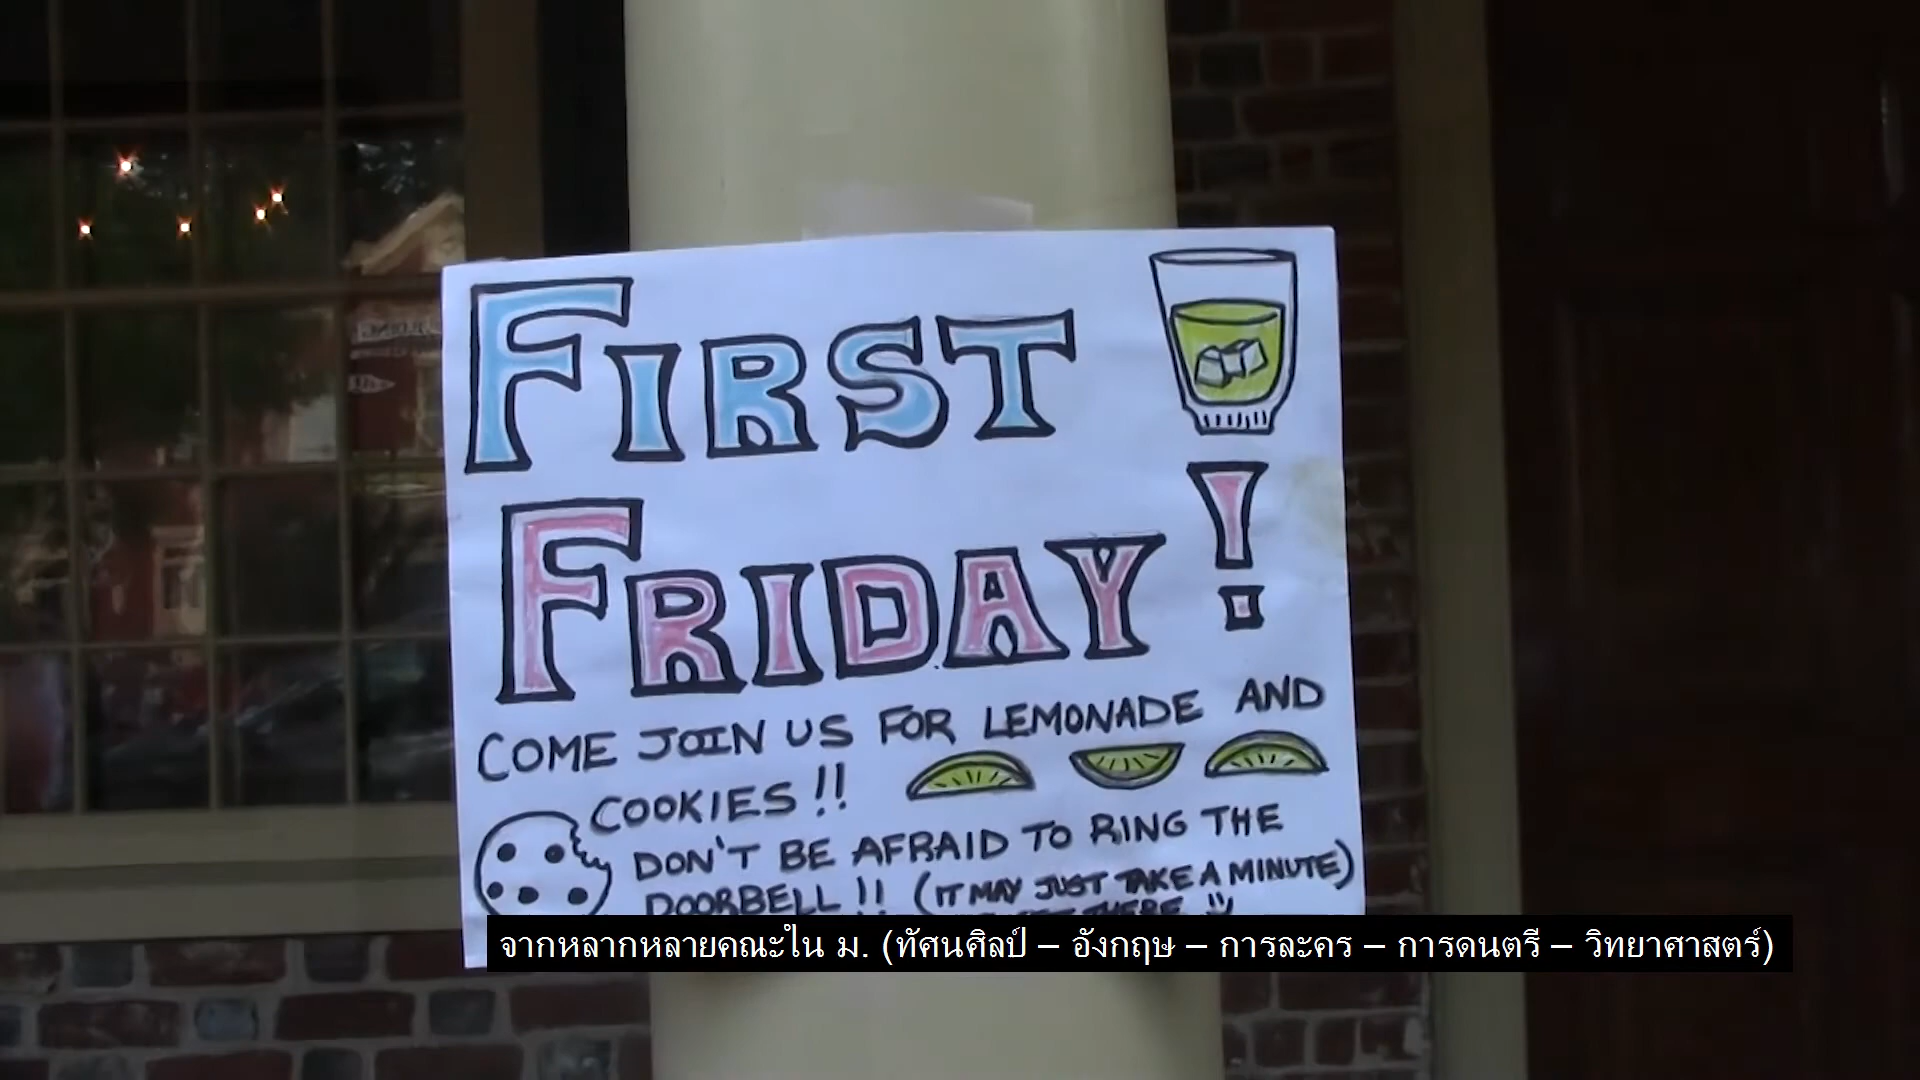 FIRST
FRIDAY!
COME JOIN US FOR LEMONADE AND
COOKIES!!
DON'T BE AFRAID TO RING THE
DOORBELL!! (IT MAY JUST TAKE A MINUTE)
THERE
จากหลากหลายคณะใน ม. (ทัศนศิลป์ – อังกฤษ – การละคร – การดนตรี – วิทยาศาสตร์)